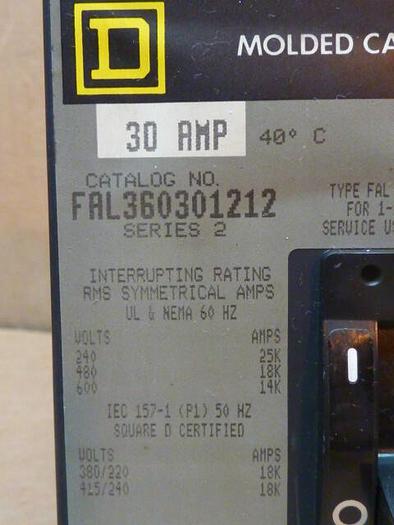 D
MOLDED CA
30 AMP 40° C
CATALOG NO.
FAL360301212
SERIES 2
TYPE FAL
FOR 1-
SERVICE US
INTERRUPTING RATING
RMS SYMMETRICAL AMPS
UL & NEMA 60 HZ
VOLTS AMPS
240 25K
480 18K
600 14K
IEC 157-1 (P1) 50 HZ
SQUARE D CERTIFIED
VOLTS AMPS
380/220 18K
415/240 18K
I
O